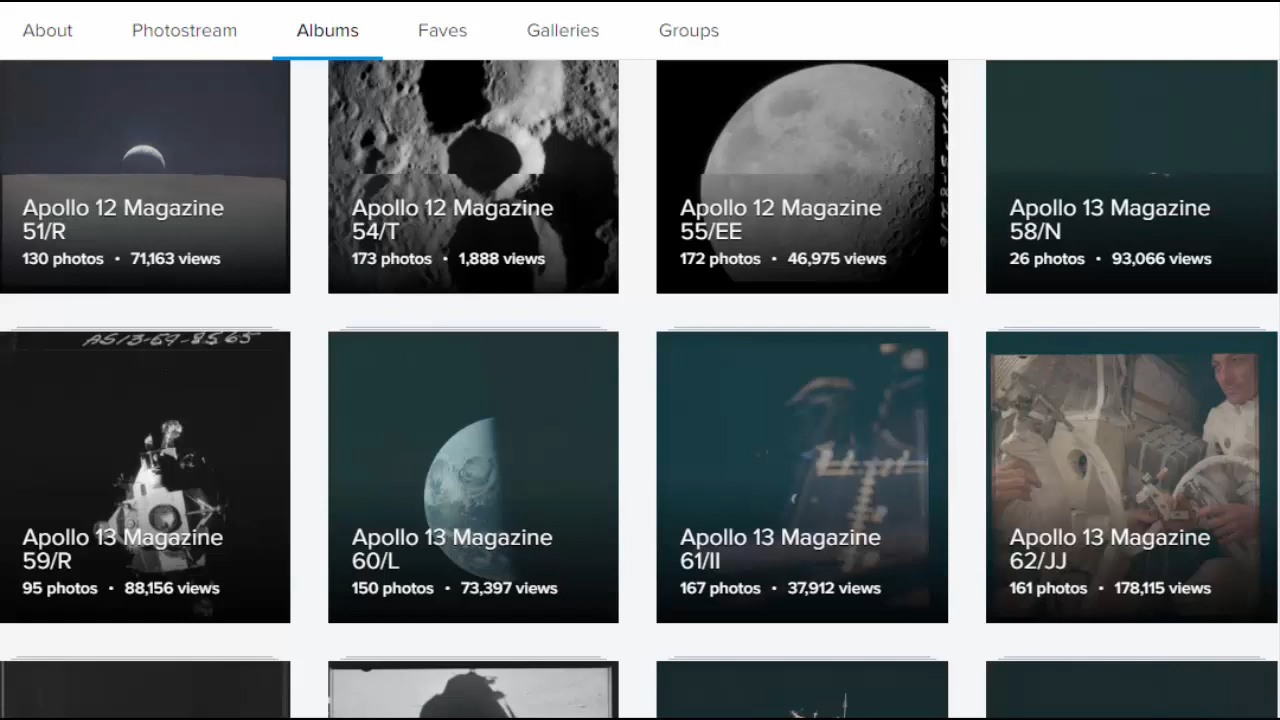 About Photostream Albums Faves Galleries Groups
Apollo 12 Magazine
51/R
130 photos • 71,163 views
Apollo 12 Magazine
54/T
173 photos • 1,888 views
Apollo 12 Magazine
55/EE
172 photos • 46,975 views
Apollo 13 Magazine
58/N
26 photos • 93,066 views
AS13-59-8565
Apollo 13 Magazine
59/R
95 photos • 88,156 views
Apollo 13 Magazine
60/L
150 photos • 73,397 views
Apollo 13 Magazine
61/II
167 photos • 37,912 views
Apollo 13 Magazine
62/JJ
161 photos • 178,115 views